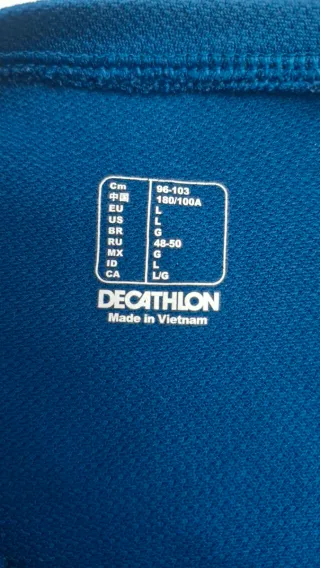 Cm 96-103
中国 180/100A
EU L
US L
BR G
RU 48-50
MX G
ID L
CA L/G
DECATHLON
Made in Vietnam